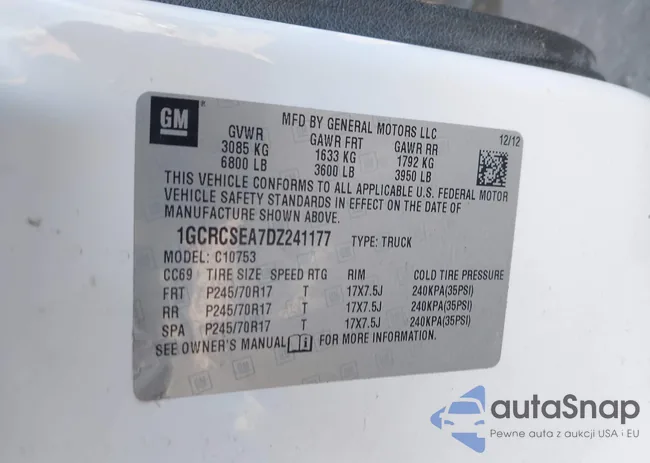 GM
MFD BY GENERAL MOTORS LLC
12/12
GVWR GAWR FRT GAWR RR
3085 KG 1633 KG 1792 KG
6800 LB 3600 LB 3950 LB
THIS VEHICLE CONFORMS TO ALL APPLICABLE U.S. FEDERAL MOTOR
VEHICLE SAFETY STANDARDS IN EFFECT ON THE DATE OF
MANUFACTURE SHOWN ABOVE.
1GCRCSEA7DZ241177 TYPE: TRUCK
MODEL: C10753
CC69 TIRE SIZE SPEED RTG RIM COLD TIRE PRESSURE
FRT P245/70R17 T 17X7.5J 240KPA(35PSI)
RR P245/70R17 T 17X7.5J 240KPA(35PSI)
SPA P245/70R17 T 17X7.5J 240KPA(35PSI)
SEE OWNER'S MANUAL FOR MORE INFORMATION.
autaSnap
Pewne auta z aukcji USA i EU